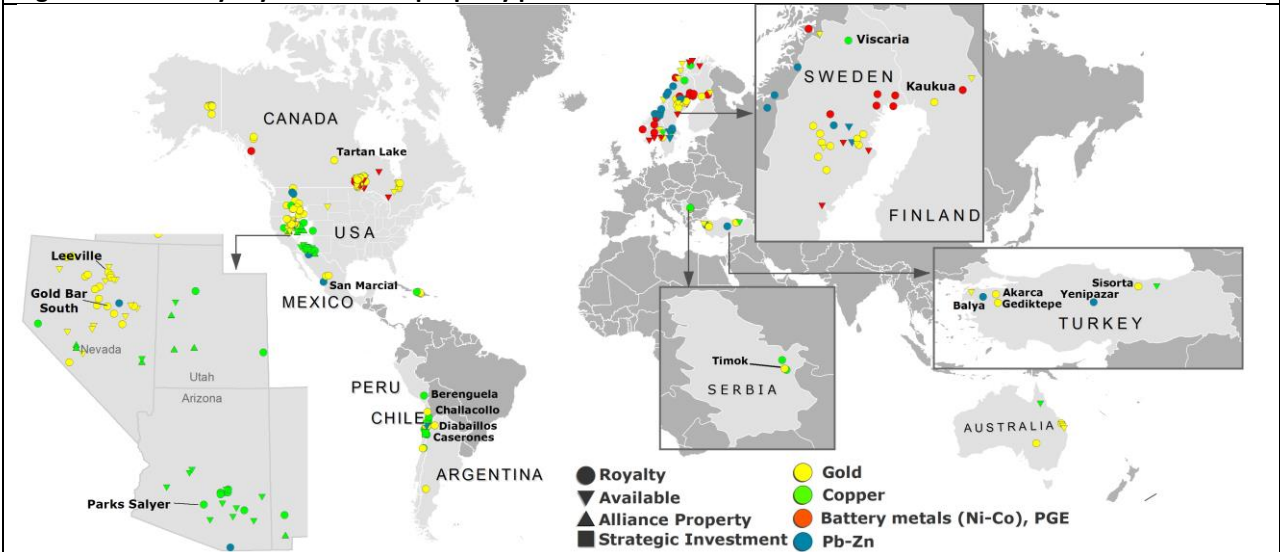 CANADA
Tartan Lake
USA
San Marcial
MEXICO
Leeville
Gold Bar
South
Nevada
Utah
Arizona
Parks Salyer
PERU
Berenguela
Challacollo
CHILE
Diabaillos
Caserones
ARGENTINA
Viscaria
SWEDEN
Kaukua
FINLAND
Timok
SERBIA
Sisorta
Akarca
Yenipazar
Balya
Gediktepe
TURKEY
AUSTRALIA
Royalty
Available
Alliance Property
Strategic Investment
Gold
Copper
Battery metals (Ni-Co), PGE
Pb-Zn